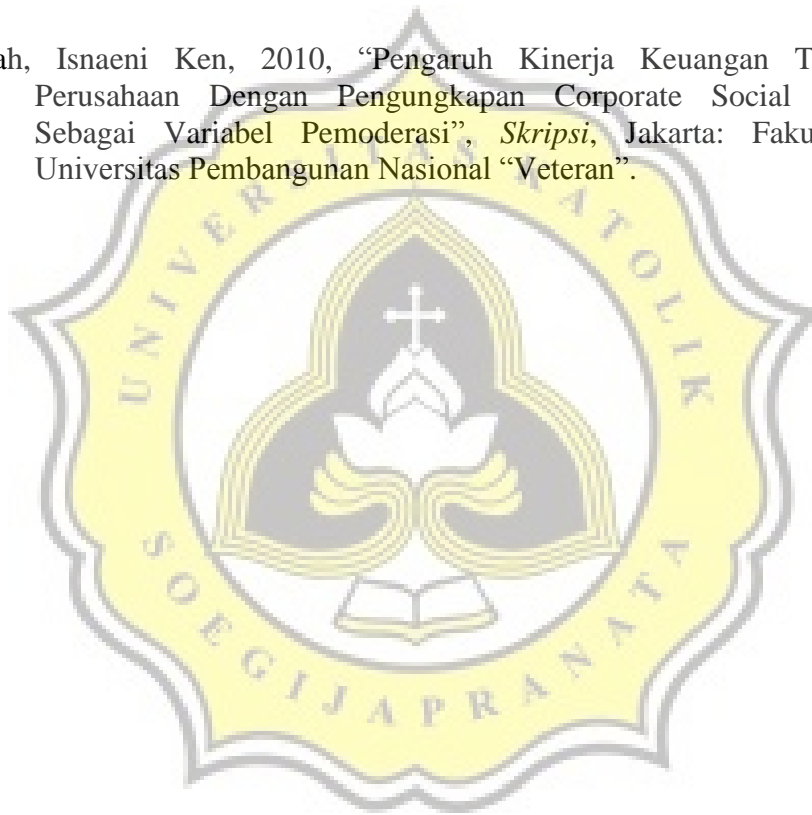 ah, Isnaeni Ken, 2010, “Pengaruh Kinerja Keuangan T
Perusahaan Dengan Pengungkapan Corporate Social
Sebagai Variabel Pemoderasi”, Skripsi, Jakarta: Faku
Universitas Pembangunan Nasional “Veteran”.
UNIVERSITAS KATOLIK
SOEGIJAPRANATA